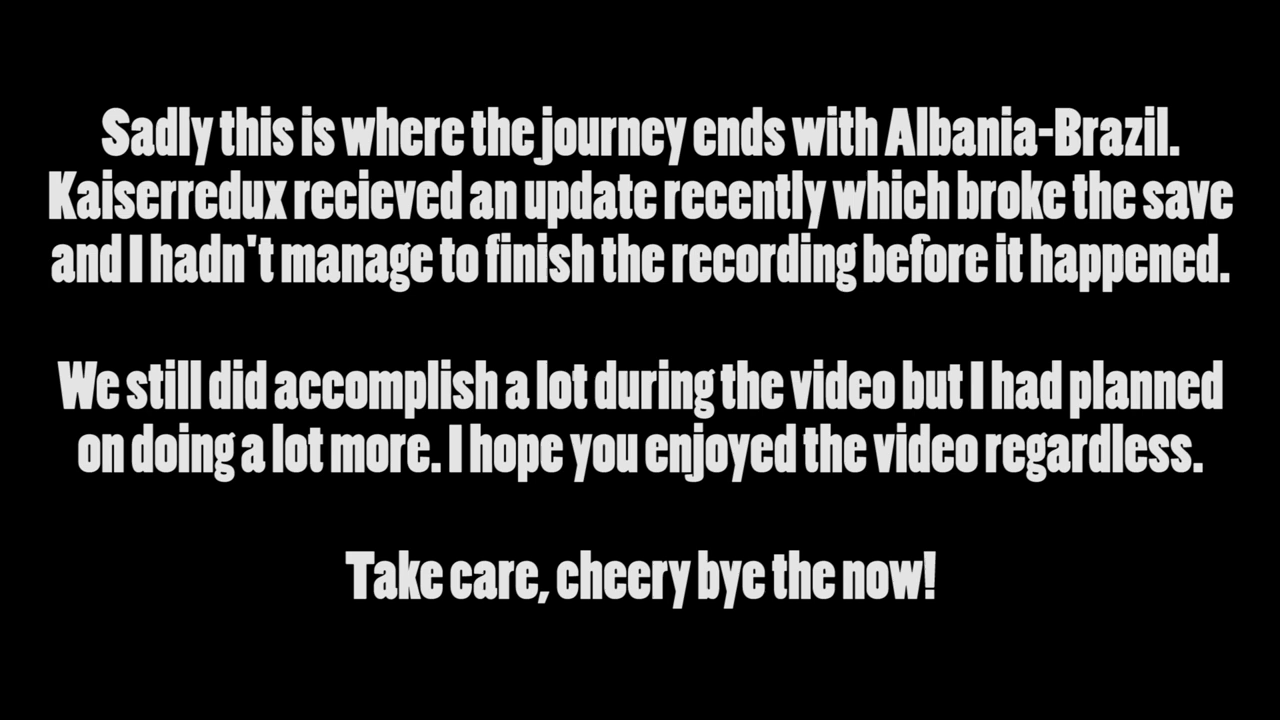 Sadly this is where the journey ends with Albania-Brazil.
Kaiserredux recieved an update recently which broke the save
and I hadn't manage to finish the recording before it happened.
We still did accomplish a lot during the video but I had planned
on doing a lot more. I hope you enjoyed the video regardless.
Take care, cheery bye the now!